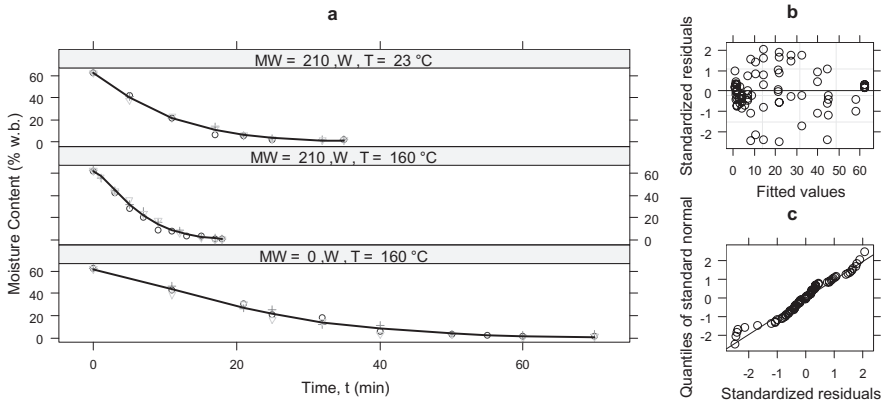 a
MW = 210 ,W , T = 23 °C
60
40
20
0
MW = 210 ,W , T = 160 °C
60
40
20
0
MW = 0 ,W , T = 160 °C
60
40
20
0
0
20
40
60
Time, t (min)
Moisture Content (% w.b.)
b
Standardized residuals
2
1
0
-1
-2
0 10 20 30 40 50 60
Fitted values
c
Quantiles of standard normal
2
1
0
-1
-2
-2 -1 0 1 2
Standardized residuals